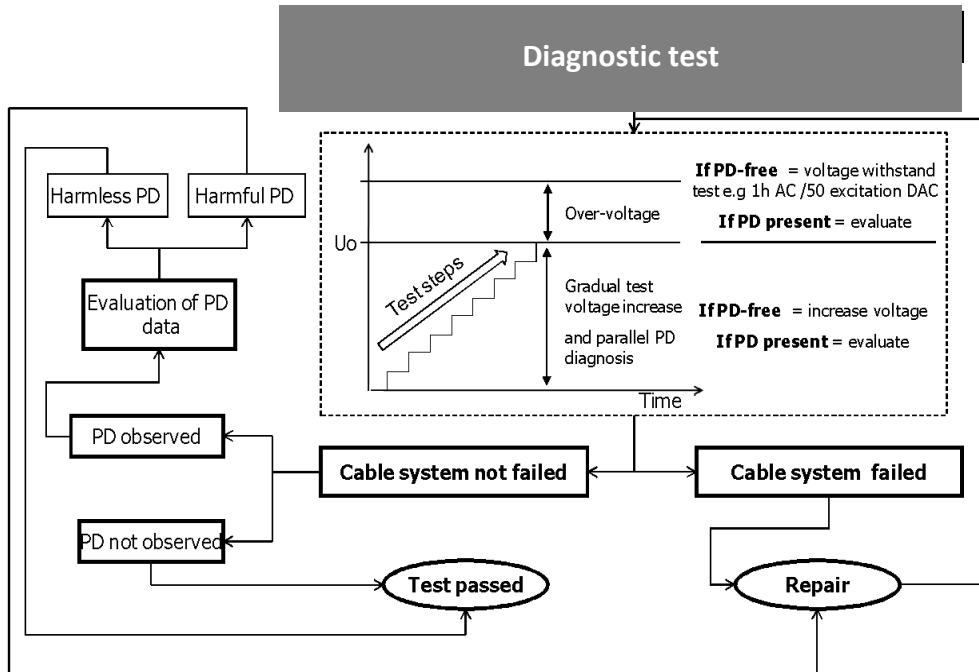 Diagnostic test
Harmless PD
Harmful PD
Evaluation of PD
data
PD observed
PD not observed
Uo
Test steps
Over-voltage
Gradual test
voltage increase
and parallel PD
diagnosis
Time
If PD-free = voltage withstand
test e.g 1h AC /50 excitation DAC
If PD present = evaluate
If PD-free = increase voltage
If PD present = evaluate
Cable system not failed
Cable system failed
Test passed
Repair